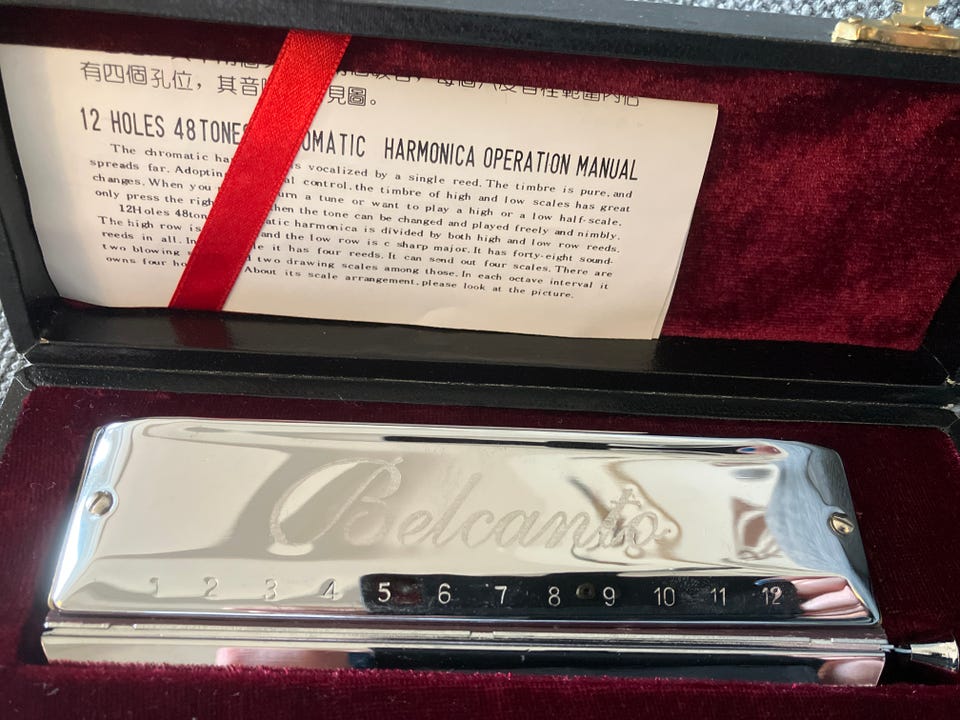 有四個孔位，其音 見圖。
12 HOLES 48 TONE OMATIC HARMONICA OPERATION MANUAL
The chromatic ha s vocalized by a single reed. The timbre is pure, and
spreads far. Adoptin al control, the timbre of high and low scales has great
changes. When you urn a tune or want to play a high or a low half-scale,
only press the righ hen the tone can be changed and played freely and nimbly.
12Holes 48ton atic harmonica is divided by both high and low row reeds.
The high row is and the low row is c sharp major. It has forty-eight sound-
reeds in all. In le it has four reeds. It can send out four scales. There are
two blowing s d two drawing scales among those. In each octave interval it
owns four ho About its scale arrangement, please look at the picture.
Belcanto
1 2 3 4 5 6 7 8 9 10 11 12